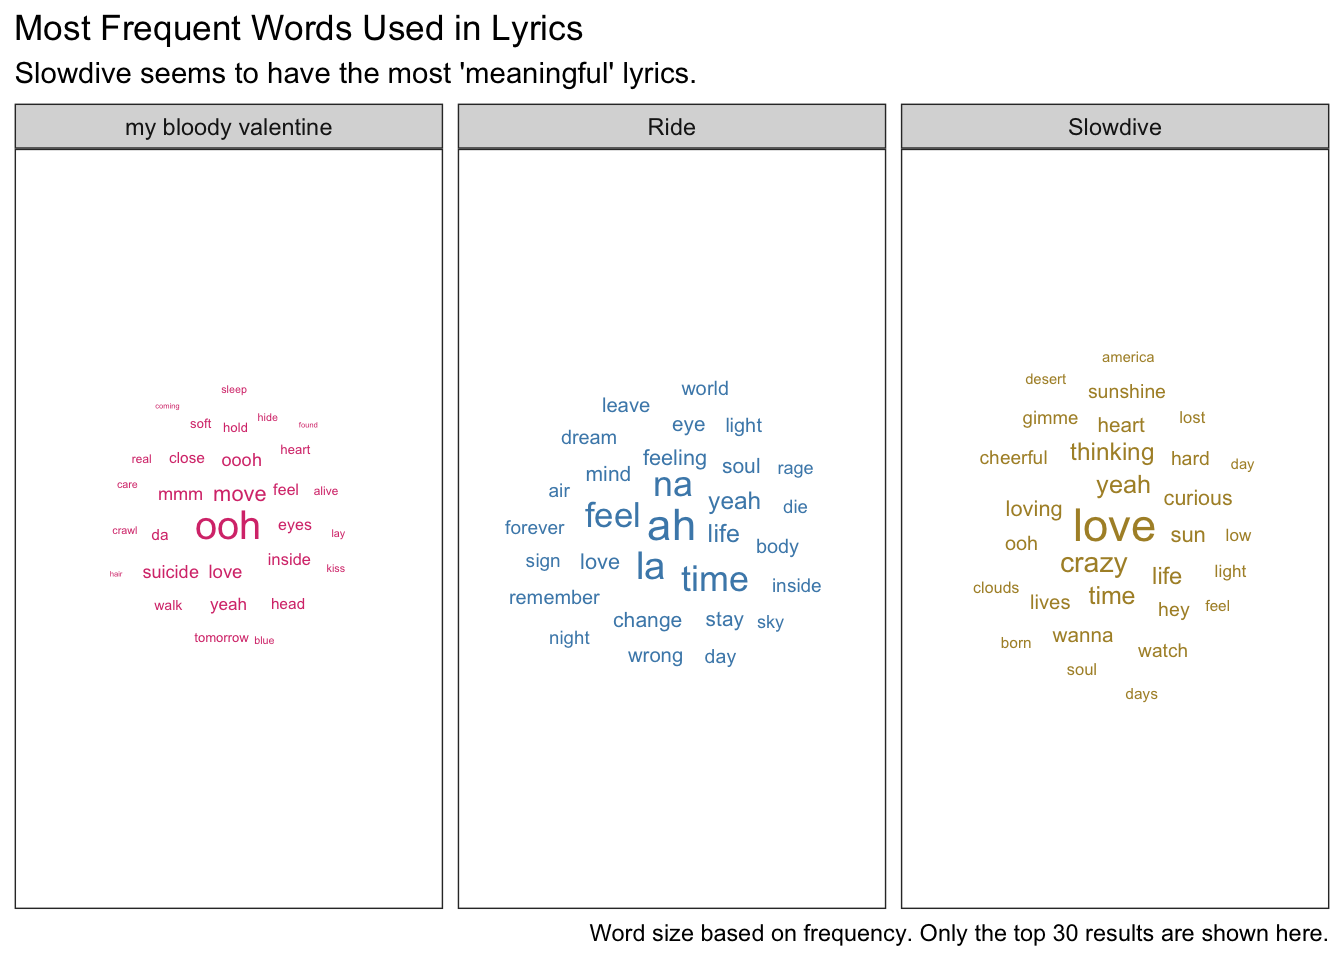 Most Frequent Words Used in Lyrics
Slowdive seems to have the most 'meaningful' lyrics.
my bloody valentine
sleep
coming
soft hold hide found
real close oooh heart
care mmm move feel alive
crawl da ooh eyes lay
hair suicide love inside kiss
walk yeah head
tomorrow blue
Ride
world
leave
dream eye light
mind feeling soul rage
air na yeah die
forever feel ah life body
sign love la time inside
remember change stay sky
night wrong day
Slowdive
america
desert sunshine
gimme heart lost
cheerful thinking hard day
yeah curious
loving love sun low
ooh crazy life light
clouds lives time hey feel
born wanna watch
soul
days
Word size based on frequency. Only the top 30 results are shown here.